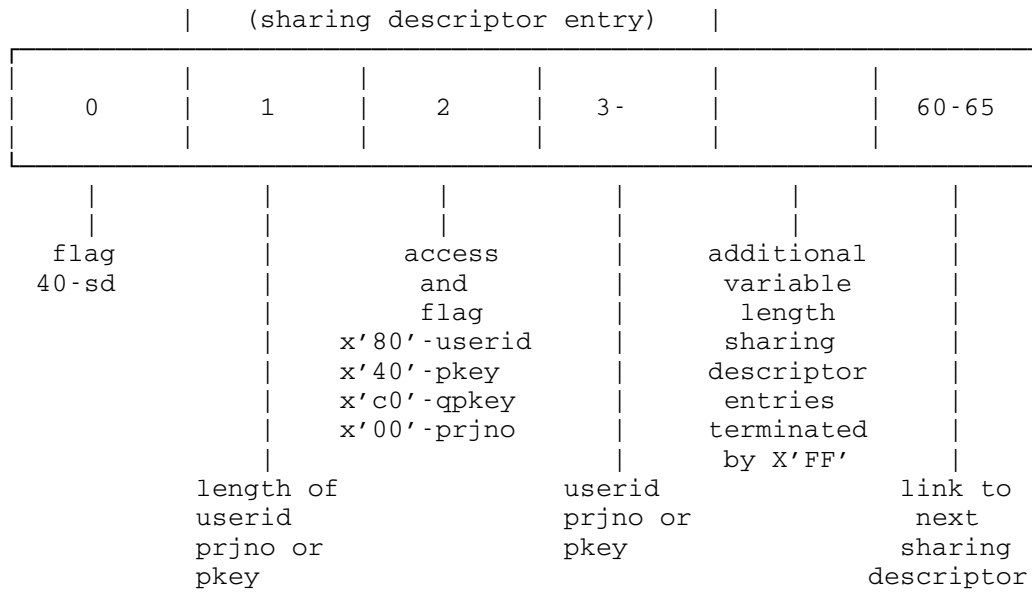 (sharing descriptor entry)
0 1 2 3- 60-65
flag access additional
40-sd and variable
flag length
x'80'-userid sharing
x'40'-pkey descriptor
x'c0'-qpkey entries
x'00'-prjno terminated
by X'FF'
length of userid link to
userid prjno or next
prjno or pkey sharing
pkey descriptor